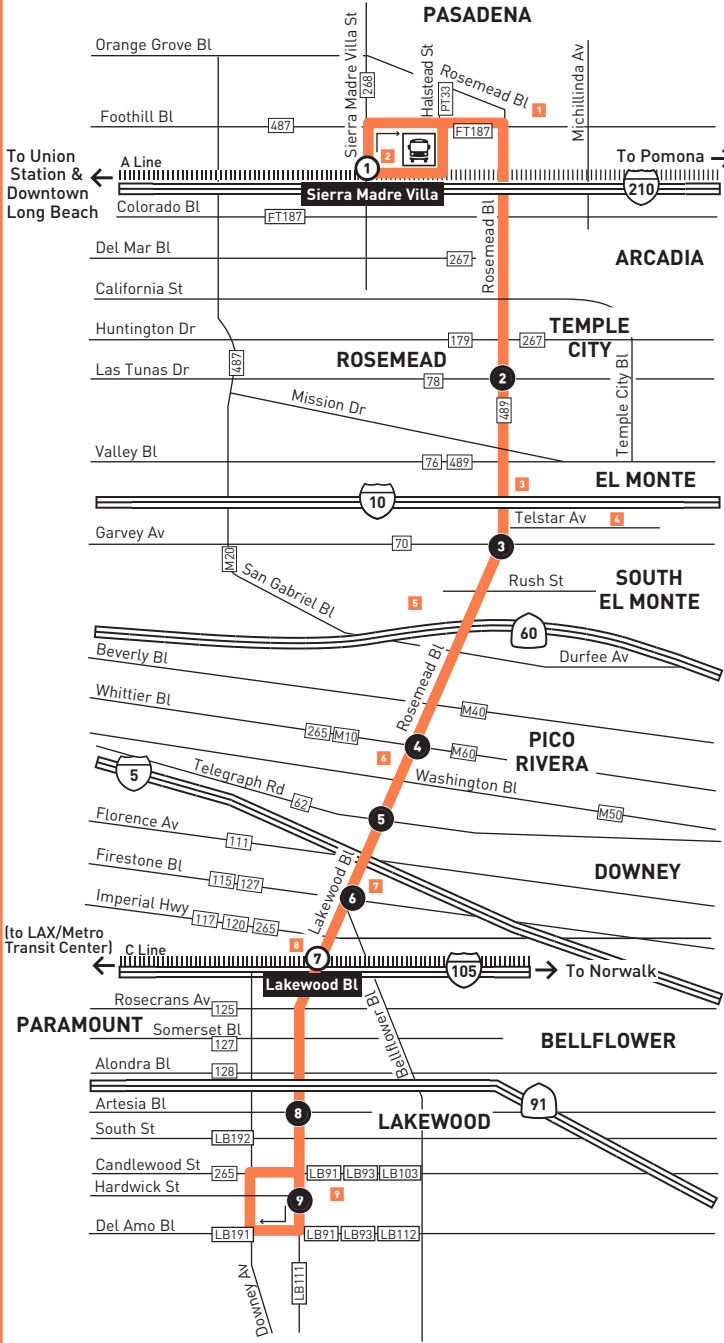 PASADENA
Orange Grove Bl
Sierra Madre Villa St
268
Halstead St
PT33
Rosemead Bl
Michillinda Av
1
Foothill Bl
487
FT187
To Union
Station &
Downtown
Long Beach
A Line
1
2
To Pomona
Sierra Madre Villa
210
Colorado Bl
FT187
Rosemead Bl
Del Mar Bl
267
ARCADIA
California St
Huntington Dr
179
267
TEMPLE
CITY
487
ROSEMEAD
Las Tunas Dr
78
2
Temple City Bl
Mission Dr
489
Valley Bl
76
489
EL MONTE
3
10
Telstar Av
4
Garvey Av
70
3
M20
San Gabriel Bl
Rush St
SOUTH
EL MONTE
5
60
Durfee Av
Beverly Bl
Rosemead Bl
Whittier Bl
M40
265
M10
4
M60
PICO
RIVERA
6
5
Telegraph Rd
62
Washington Bl
M50
Florence Av
111
5
Firestone Bl
115
127
Lakewood Bl
DOWNEY
7
6
Imperial Hwy
117
120
265
(to LAX/Metro
Transit Center)
C Line
8
7
Lakewood Bl
105
To Norwalk
Rosecrans Av
125
PARAMOUNT
Somerset Bl
127
Bellflower Bl
BELLFLOWER
Alondra Bl
128
91
Artesia Bl
8
LAKEWOOD
South St
LB192
Candlewood St
265
LB91
LB93
LB103
Hardwick St
9
9
Del Amo Bl
LB191
LB91
LB93
LB112
Downey Av
LB111